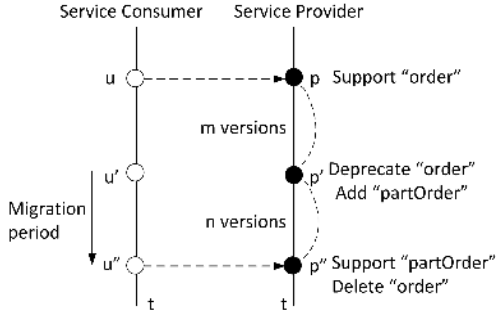 Service Consumer Service Provider
u p Support “order”
m versions
u' p' Deprecate “order”
Add “partOrder”
Migration
period
n versions
u" p" Support “partOrder”
Delete “order”
t t